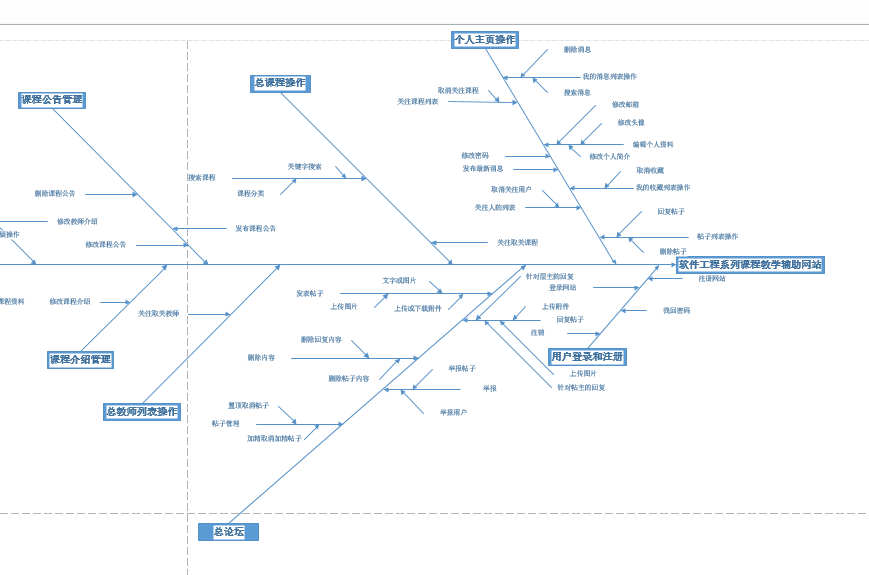 个人主页操作
删除消息
我的消息列表操作
搜索消息
取消关注课程
关注课程列表
修改邮箱
修改头像
编辑个人资料
修改个人简介
修改密码
发布最新消息
取消收藏
我的收藏列表操作
取消关注用户
关注人的列表
回复帖子
帖子列表操作
删除帖子
总课程操作
关键字搜索
搜索课程
课程分类
关注取关课程
课程公告管理
删除课程公告
发布课程公告
修改课程公告
修改教师介绍
操作
软件工程系列课程教学辅助网站
课程资料
修改课程介绍
课程介绍管理
关注取关教师
总教师列表操作
文字或图片
发表帖子
上传图片
上传或下载附件
针对层主的回复
上传附件
回复帖子
上传图片
针对帖主的回复
删除回复内容
删除内容
删除帖子内容
举报帖子
举报
举报用户
置顶取消帖子
帖子管理
加精取消加精帖子
总论坛
注册网站
登录网站
找回密码
注销
用户登录和注册